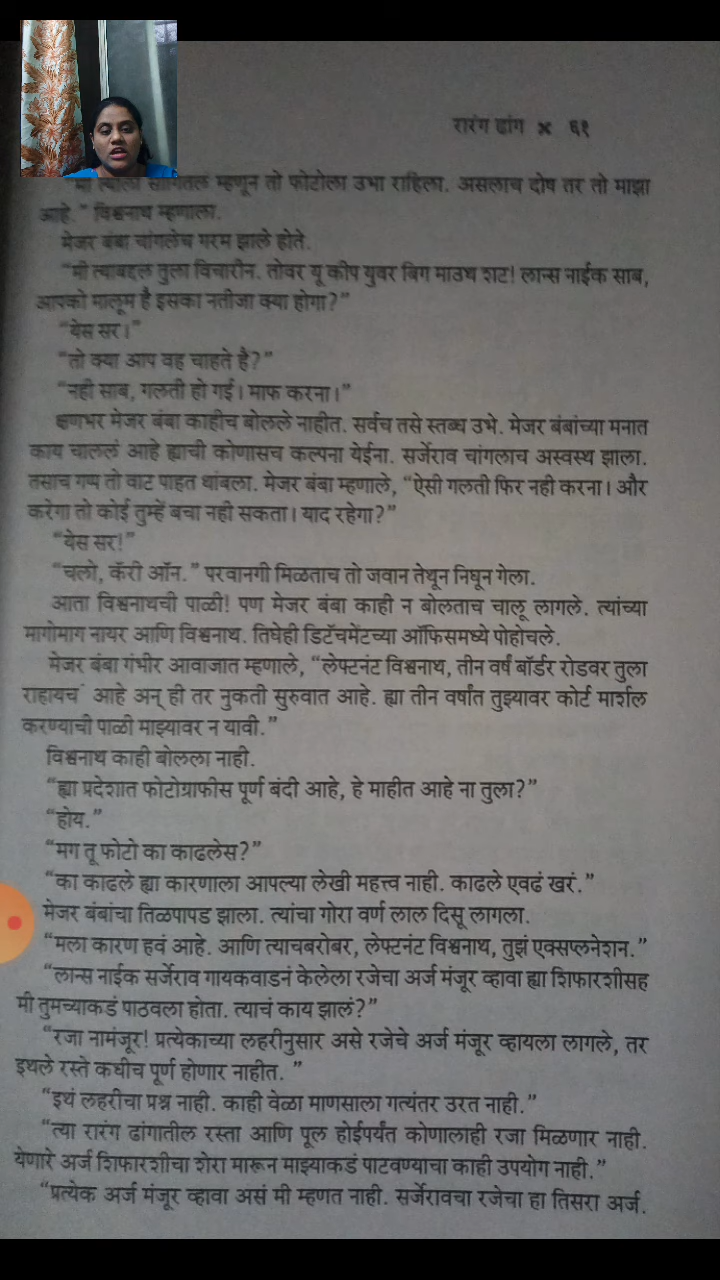 रारंग ढांग × ६१
"मी त्याला सांगितलं म्हणून तो फोटोला उभा राहिला. असलाच दोष तर तो माझा
आहे." विश्वनाथ म्हणाला.
मेजर बंबा चांगलेच गरम झाले होते.
"मी त्याबद्दल तुला विचारीन. तोवर यू कीप युवर बिग माउथ शट! लान्स नाईक साब,
आपको मालूम है इसका नतीजा क्या होगा?"
"येस सर।"
"तो क्या आप वह चाहते है?"
"नही साब, गलती हो गई। माफ करना।"
क्षणभर मेजर बंबा काहीच बोलले नाहीत. सर्वच तसे स्तब्ध उभे. मेजर बंबांच्या मनात
काय चाललं आहे ह्याची कोणासच कल्पना येईना. सर्जेराव चांगलाच अस्वस्थ झाला.
तसाच गप्प तो वाट पाहत थांबला. मेजर बंबा म्हणाले, "ऐसी गलती फिर नही करना। और
करेगा तो कोई तुम्हें बचा नही सकता। याद रहेगा?"
"येस सर!"
"चलो, कॅरी ऑन." परवानगी मिळताच तो जवान तेथून निघून गेला.
आता विश्वनाथची पाळी! पण मेजर बंबा काही न बोलताच चालू लागले. त्यांच्या
मागोमाग नायर आणि विश्वनाथ. तिघेही डिटॅचमेंटच्या ऑफिसमध्ये पोहोचले.
मेजर बंबा गंभीर आवाजात म्हणाले, "लेफ्टनंट विश्वनाथ, तीन वर्षं बॉर्डर रोडवर तुला
राहायचं आहे अन् ही तर नुकती सुरुवात आहे. ह्या तीन वर्षांत तुझ्यावर कोर्ट मार्शल
करण्याची पाळी माझ्यावर न यावी."
विश्वनाथ काही बोलला नाही.
"ह्या प्रदेशात फोटोग्राफीस पूर्ण बंदी आहे, हे माहीत आहे ना तुला?"
"होय."
"मग तू फोटो का काढलेस?"
"का काढले ह्या कारणाला आपल्या लेखी महत्त्व नाही. काढले एवढं खरं."
मेजर बंबांचा तिळपापड झाला. त्यांचा गोरा वर्ण लाल दिसू लागला.
"मला कारण हवं आहे. आणि त्याचबरोबर, लेफ्टनंट विश्वनाथ, तुझं एक्सप्लनेशन."
"लान्स नाईक सर्जेराव गायकवाडनं केलेला रजेचा अर्ज मंजूर व्हावा ह्या शिफारशीसह
मी तुमच्याकडं पाठवला होता. त्याचं काय झालं?"
"रजा नामंजूर! प्रत्येकाच्या लहरीनुसार असे रजेचे अर्ज मंजूर व्हायला लागले, तर
इथले रस्ते कधीच पूर्ण होणार नाहीत. "
"इथं लहरीचा प्रश्न नाही. काही वेळा माणसाला गत्यंतर उरत नाही."
"त्या रारंग ढांगातील रस्ता आणि पूल होईपर्यंत कोणालाही रजा मिळणार नाही.
येणारे अर्ज शिफारशीचा शेरा मारून माझ्याकडं पाटवण्याचा काही उपयोग नाही."
"प्रत्येक अर्ज मंजूर व्हावा असं मी म्हणत नाही. सर्जेरावचा रजेचा हा तिसरा अर्ज.